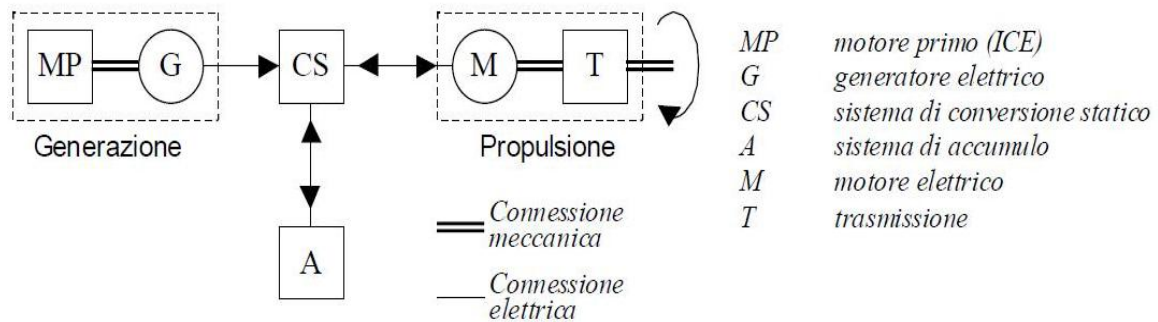 MP G CS M T
Generazione
Propulsione
A
Connessione
meccanica
Connessione
elettrica
MP motore primo (ICE)
G generatore elettrico
CS sistema di conversione statico
A sistema di accumulo
M motore elettrico
T trasmissione